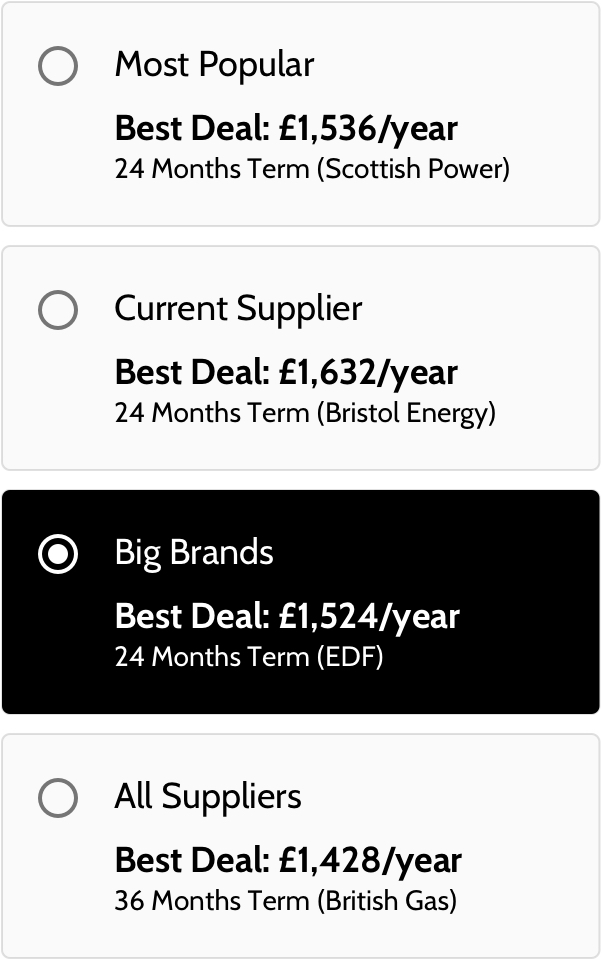 Most Popular
Best Deal: £1,536/year
24 Months Term (Scottish Power)
Current Supplier
Best Deal: £1,632/year
24 Months Term (Bristol Energy)
Big Brands
Best Deal: £1,524/year
24 Months Term (EDF)
All Suppliers
Best Deal: £1,428/year
36 Months Term (British Gas)